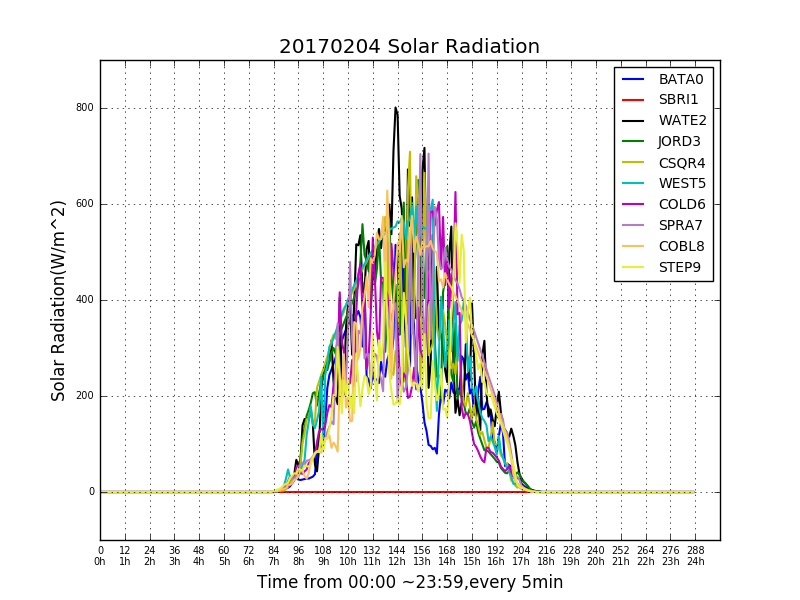 20170204 Solar Radiation
Solar Radiation(W/m^2)
800
600
400
200
0
BATA0
SBRI1
WATE2
JORD3
CSQR4
WEST5
COLD6
SPRA7
COBL8
STEP9
0 12 24 36 48 60 72 84 96 108 120 132 144 156 168 180 192 204 216 228 240 252 264 276 288
0h 1h 2h 3h 4h 5h 6h 7h 8h 9h 10h 11h 12h 13h 14h 15h 16h 17h 18h 19h 20h 21h 22h 23h 24h
Time from 00:00 ~23:59,every 5min